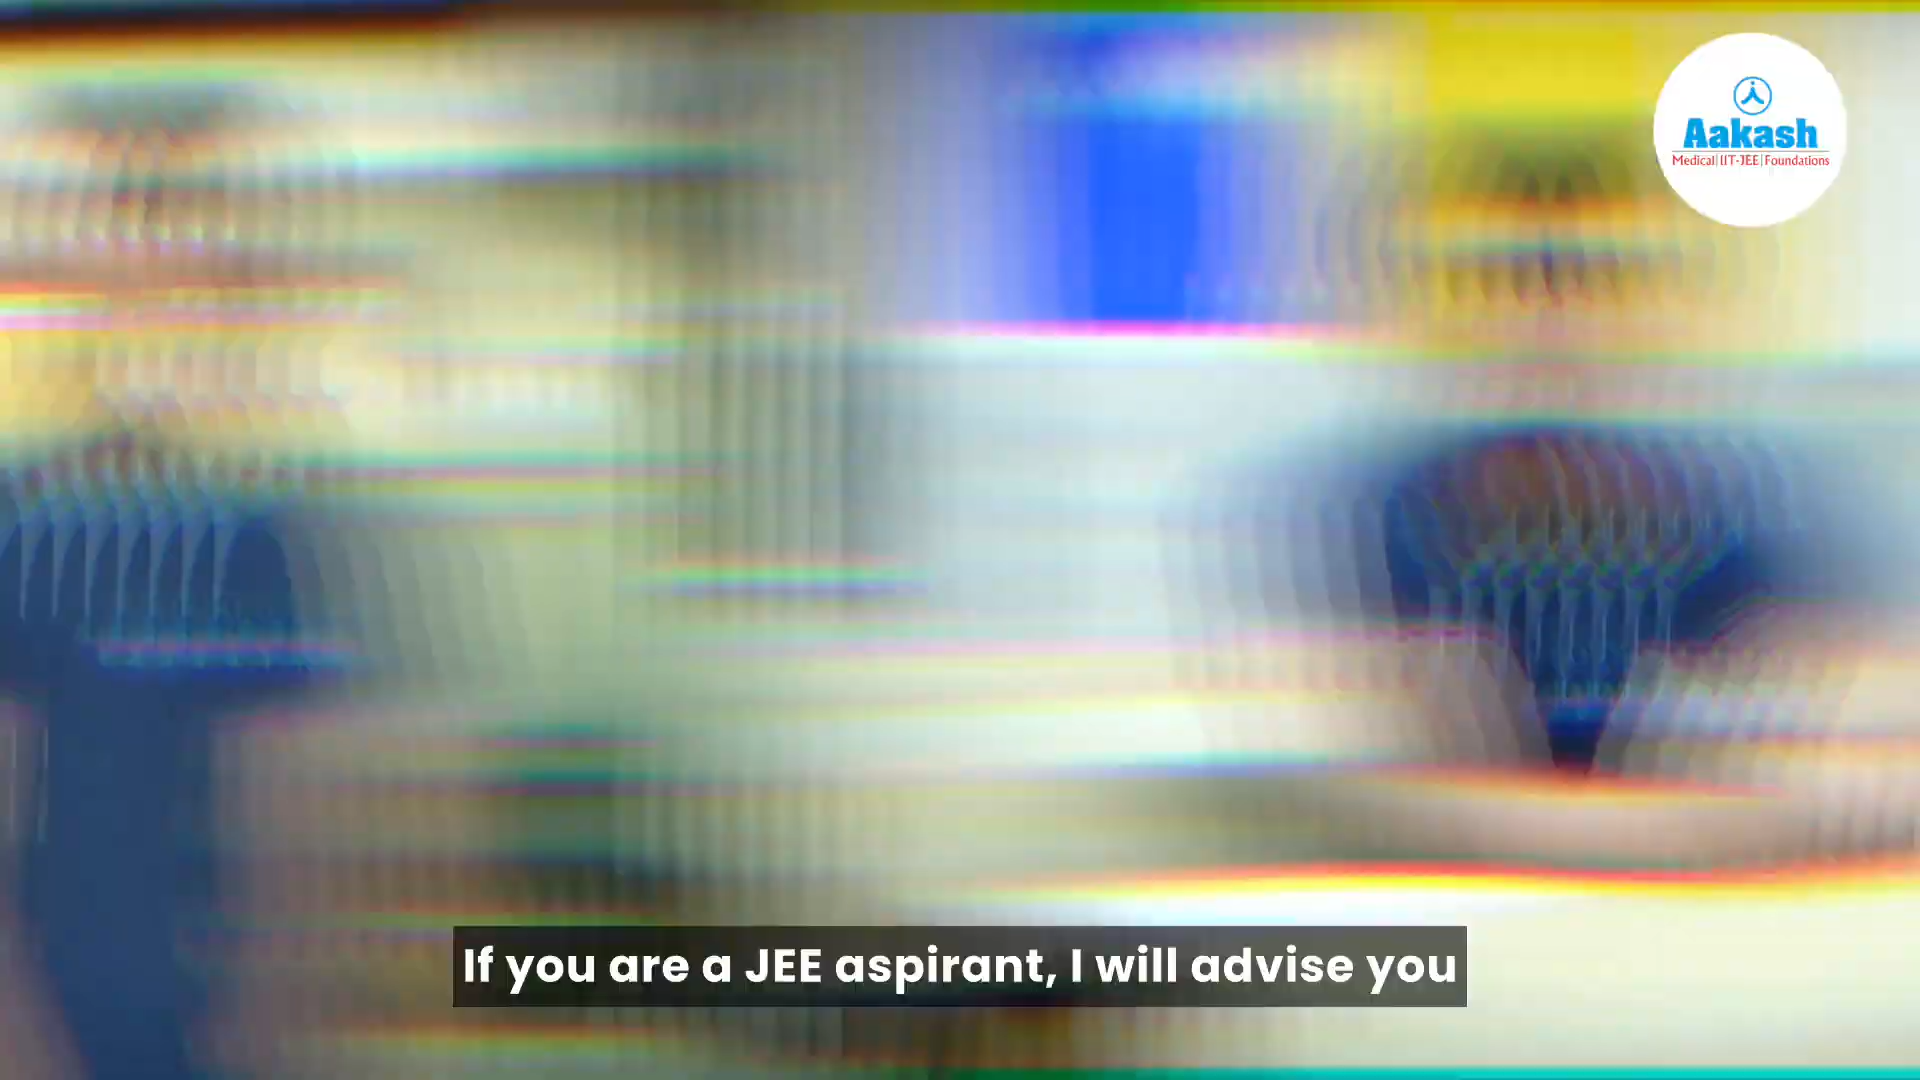 Aakash
Medical|IIT-JEE|Foundations
If you are a JEE aspirant, I will advise you